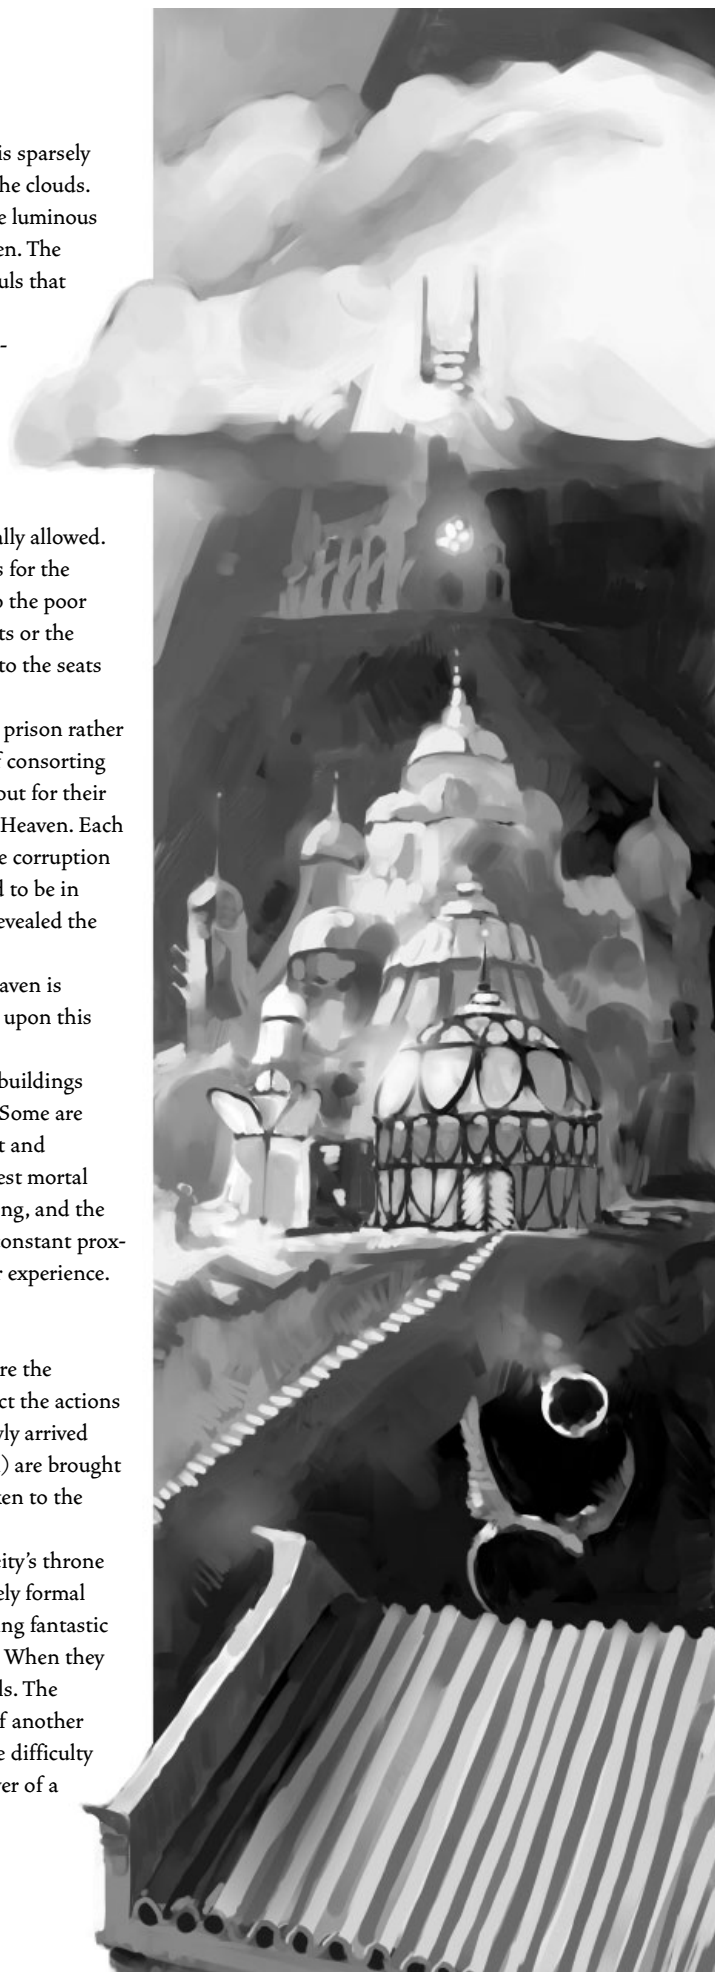 is sparsely
he clouds.
e luminous
en. The
uls that
-
ally allowed.
s for the
o the poor
ts or the
to the seats
prison rather
f consorting
out for their
Heaven. Each
e corruption
d to be in
evealed the
aven is
upon this
buildings
Some are
t and
est mortal
ng, and the
onstant prox-
r experience.
re the
ct the actions
vly arrived
) are brought
ken to the
eity’s throne
ely formal
ng fantastic
When they
ls. The
f another
e difficulty
er of a